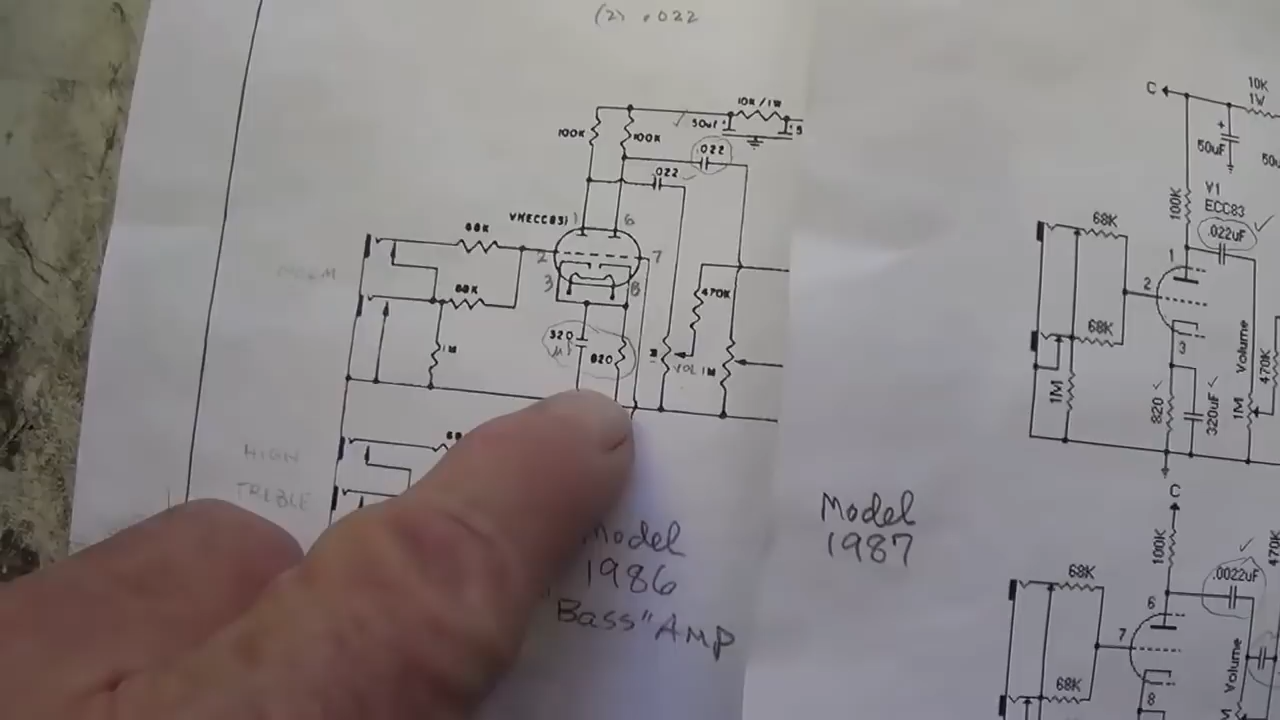 (2) .022
10K/1W
50uf
100K
100K
.022
.022
V1(ECC83)
1
6
68K
2
7
3
8
68K
470K
320
µF
820
1M
VOL 1M
HIGH
TREBLE
Model
1986
"Bass" AMP
Model
1987
C
10K
1W
+
50uF
50u
V1
ECC83
100K
.022uF
68K
1
2
68K
3
Volume
470K
1M
820
320uF
1M
C
100K
470K
.0022uF
68K
6
7
Volume
68K
8